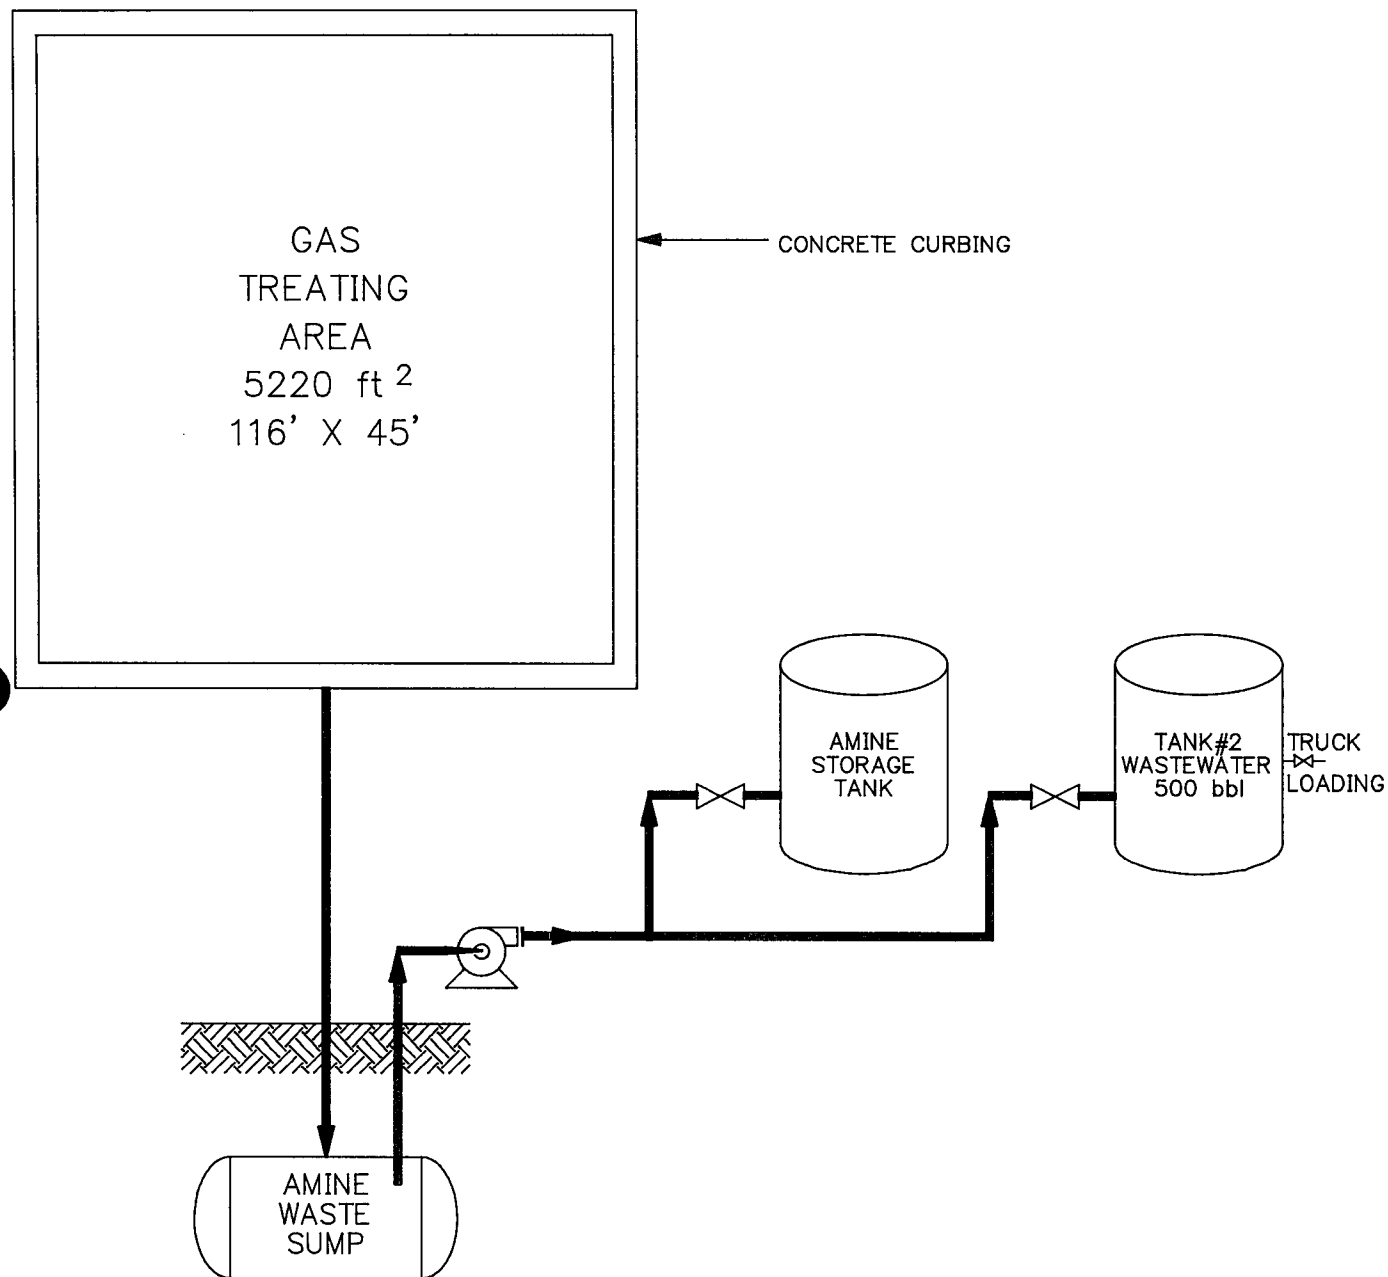 GAS
TREATING
AREA
5220 ft ²
116' X 45'
CONCRETE CURBING
AMINE
STORAGE
TANK
TANK#2
WASTEWATER
500 bbl
TRUCK
LOADING
AMINE
WASTE
SUMP